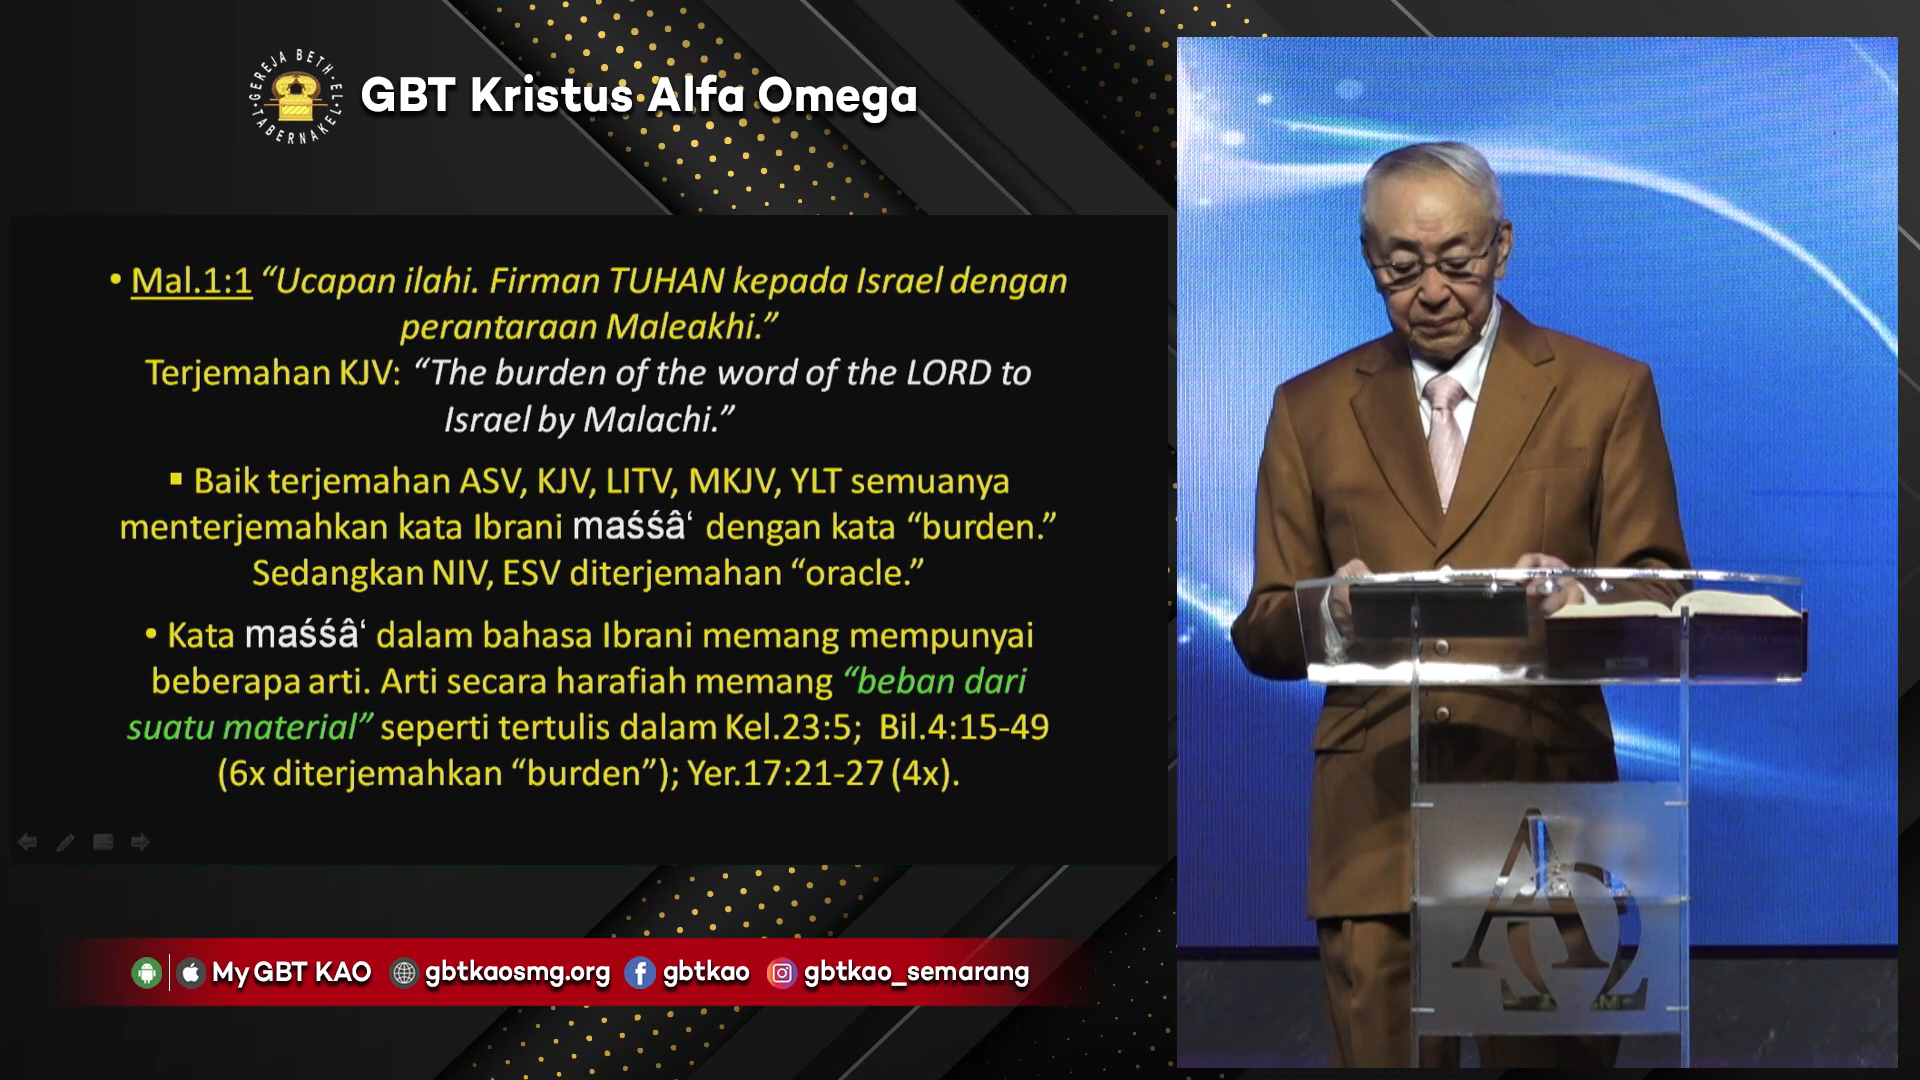 GEREJA BETH-EL TABERNAKEL
GBT Kristus Alfa Omega
• Mal.1:1 “Ucapan ilahi. Firman TUHAN kepada Israel dengan
perantaraan Maleakhi.”
Terjemahan KJV: “The burden of the word of the LORD to
Israel by Malachi.”
▪ Baik terjemahan ASV, KJV, LITV, MKJV, YLT semuanya
menterjemahkan kata Ibrani maśśâ‘ dengan kata “burden.”
Sedangkan NIV, ESV diterjemahan “oracle.”
• Kata maśśâ‘ dalam bahasa Ibrani memang mempunyai
beberapa arti. Arti secara harafiah memang “beban dari
suatu material” seperti tertulis dalam Kel.23:5; Bil.4:15-49
(6x diterjemahkan “burden”); Yer.17:21-27 (4x).
My GBT KAO gbtkaosmg.org gbtkao gbtkao_semarang
ΑΩ